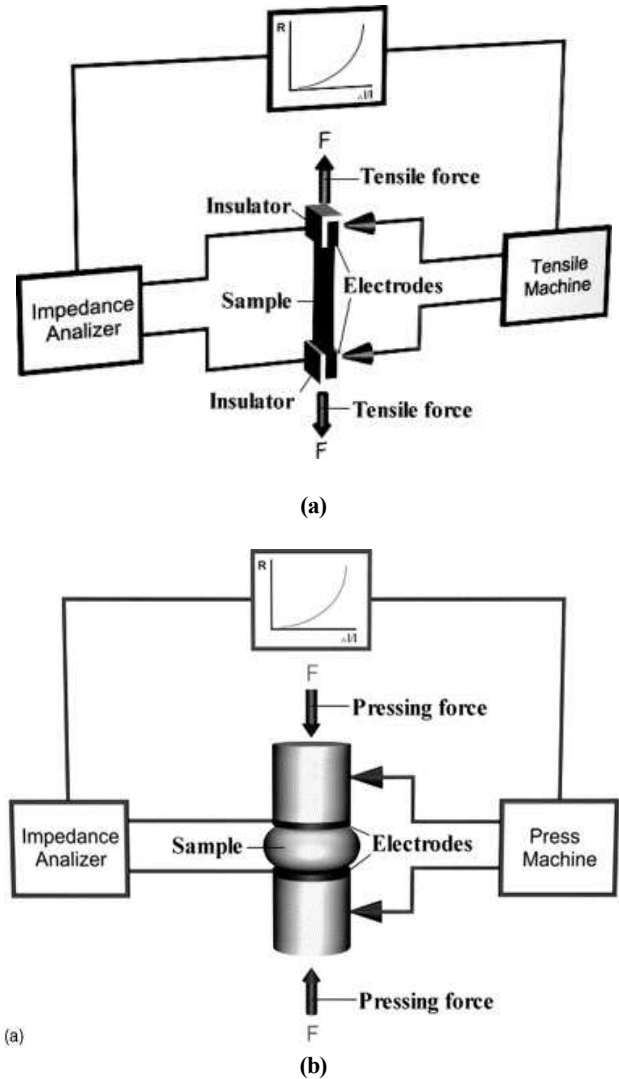 R
Δl/l
F
Tensile force
Insulator
Impedance
Analizer
Sample
Electrodes
Tensile
Machine
Insulator
Tensile force
F
(a)
R
Δl/l
F
Pressing force
Impedance
Analizer
Sample
Electrodes
Press
Machine
Pressing force
F
(a)
(b)